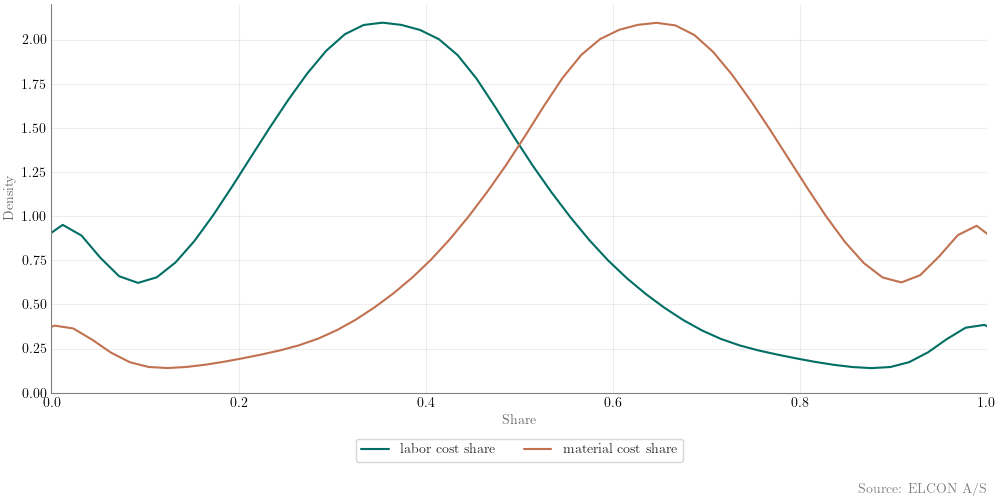 2.00
1.75
1.50
1.25
1.00
0.75
0.50
0.25
0.00
Density
0.0 0.2 0.4 0.6 0.8 1.0
Share
labor cost share material cost share
Source: ELCON A/S